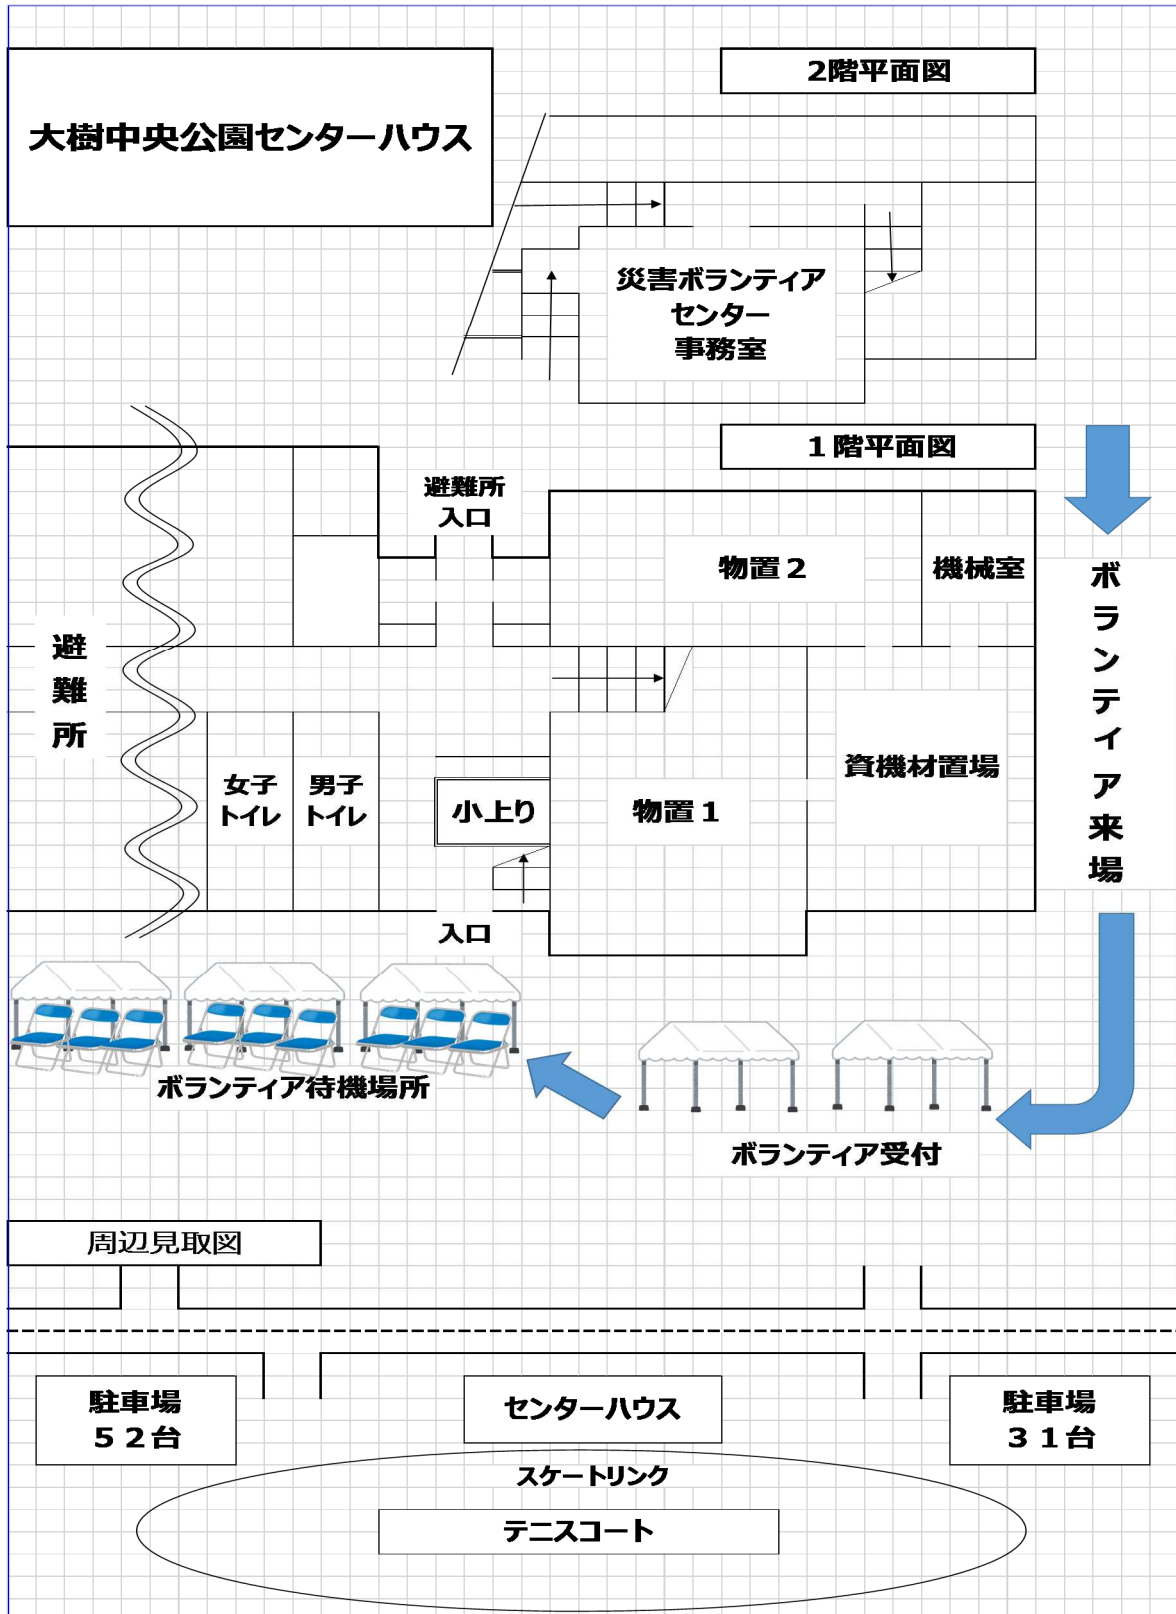 大樹中央公園センターハウス
2階平面図
災害ボランティア
センター
事務室
1階平面図
避難所
入口
物置2
機械室
避難所
女子
トイレ
男子
トイレ
小上り
物置1
資機材置場
ボランティア来場
入口
ボランティア待機場所
ボランティア受付
周辺見取図
駐車場
52台
センターハウス
駐車場
31台
スケートリンク
テニスコート